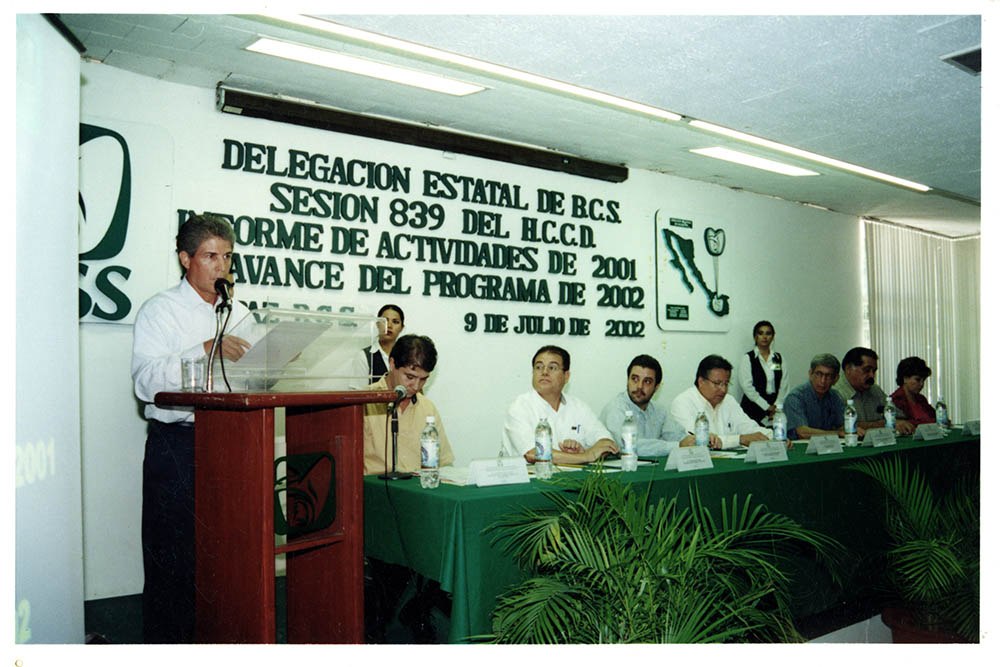 DELEGACION ESTATAL DE B.C.S.
SESION 839 DEL H.C.C.D.
INFORME DE ACTIVIDADES DE 2001
AVANCE DEL PROGRAMA DE 2002
9 DE JULIO DE 2002
SS
2001
2